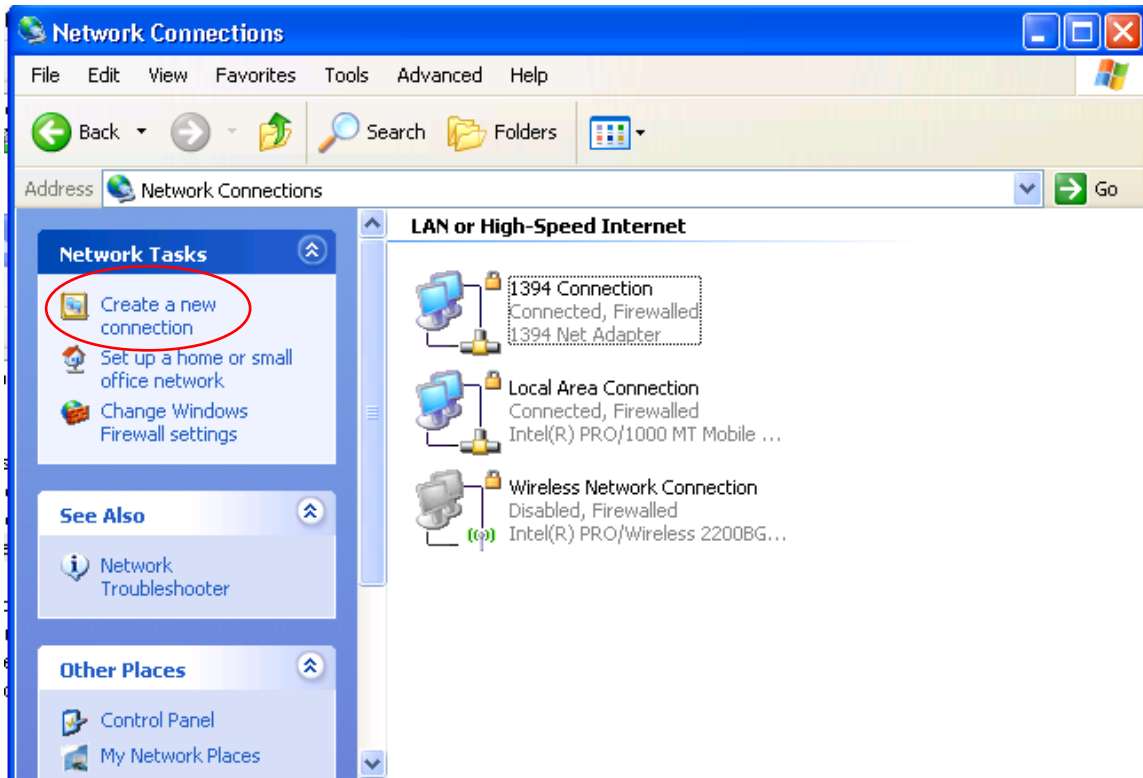 Network Connections
File Edit View Favorites Tools Advanced Help
Back Search Folders
Address Network Connections Go
Network Tasks
Create a new
connection
Set up a home or small
office network
Change Windows
Firewall settings
See Also
Network
Troubleshooter
Other Places
Control Panel
My Network Places
LAN or High-Speed Internet
1394 Connection
Connected, Firewalled
1394 Net Adapter
Local Area Connection
Connected, Firewalled
Intel(R) PRO/1000 MT Mobile ...
Wireless Network Connection
Disabled, Firewalled
Intel(R) PRO/Wireless 2200BG...